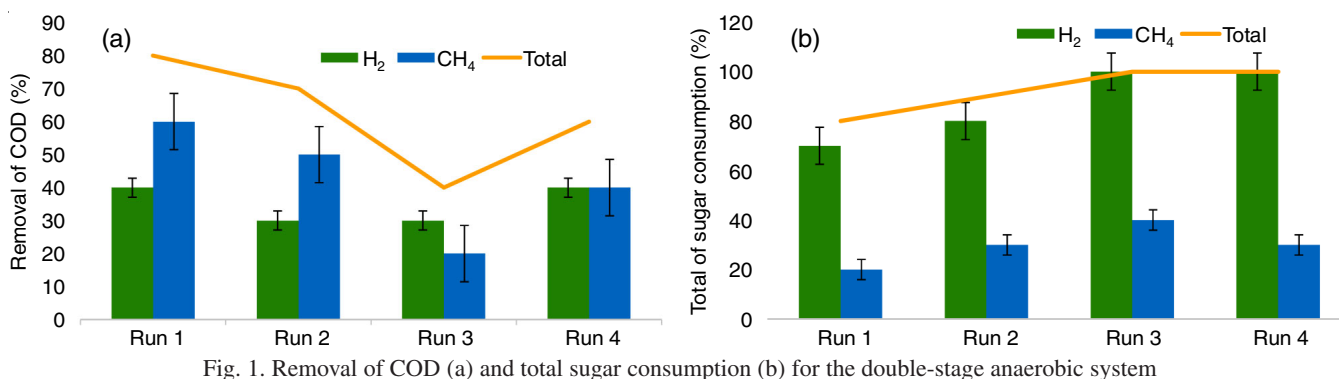 (a)
H2 CH4 Total
Removal of COD (%)
90
80
70
60
50
40
30
20
10
0
Run 1 Run 2 Run 3 Run 4
(b)
H2 CH4 Total
Total of sugar consumption (%)
120
100
80
60
40
20
0
Run 1 Run 2 Run 3 Run 4
Fig. 1. Removal of COD (a) and total sugar consumption (b) for the double-stage anaerobic system